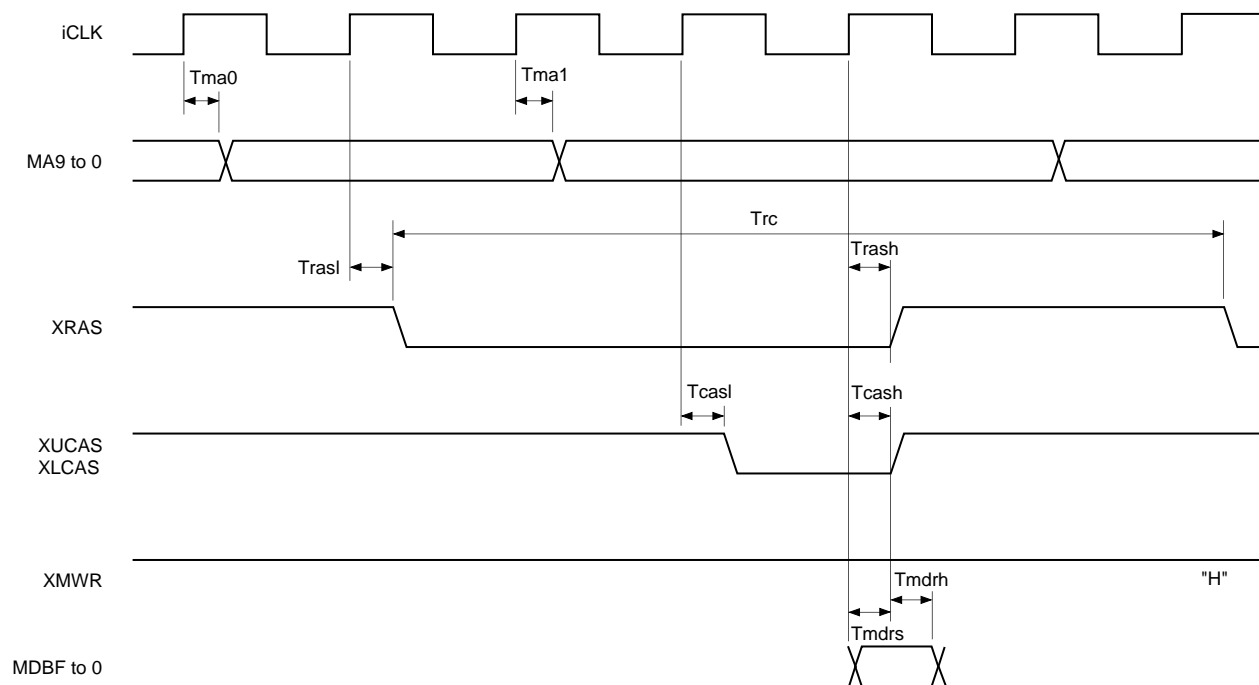 iCLK
Tma0
Tma1
MA9 to 0
Trc
Trasl
Trash
XRAS
Tcasl
Tcash
XUCAS
XLCAS
XMWR
"H"
Tmdrh
Tmdrs
MDBF to 0